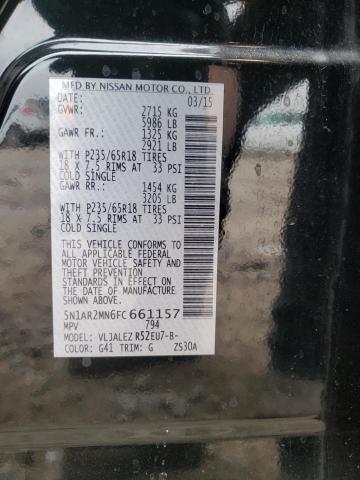 MFD BY NISSAN MOTOR CO., LTD.
DATE: 03/15
GVWR: 2715 KG
5986 LB
GAWR FR: 1325 KG
2921 LB
WITH P235/65R18 TIRES
18 X 7.5 RIMS AT 33 PSI
COLD SINGLE
GAWR RR: 1454 KG
3205 LB
WITH P235/65R18 TIRES
18 X 7.5 RIMS AT 33 PSI
COLD SINGLE
THIS VEHICLE CONFORMS TO
ALL APPLICABLE FEDERAL
MOTOR VEHICLE SAFETY AND
THEFT PREVENTION
STANDARDS IN EFFECT ON
THE DATE OF MANUFACTURE
SHOWN ABOVE.
5N1AR2MN6FC661157
MPV 794
MODEL: VLJALEZ R52EU7-B-
COLOR: G41 TRIM: G ZS30A